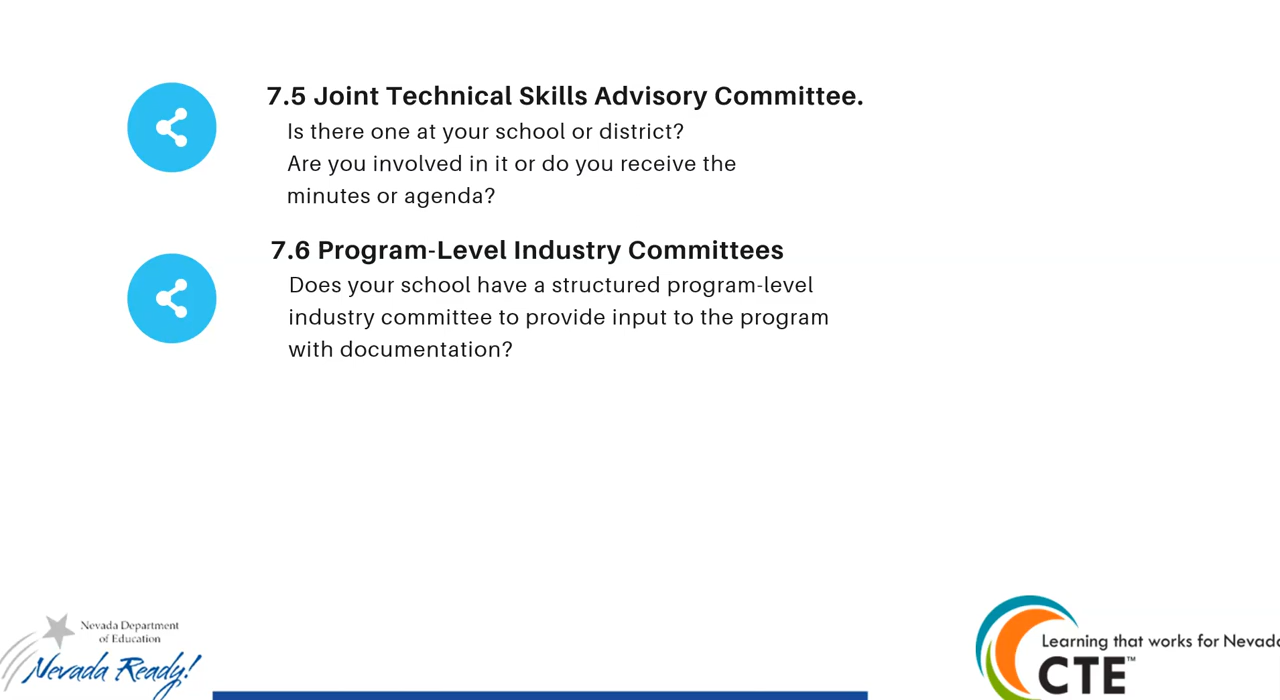 7.5 Joint Technical Skills Advisory Committee.
Is there one at your school or district?
Are you involved in it or do you receive the
minutes or agenda?
7.6 Program-Level Industry Committees
Does your school have a structured program-level
industry committee to provide input to the program
with documentation?
Nevada Department
of Education
Nevada Ready!
Learning that works for Nevada
CTE™